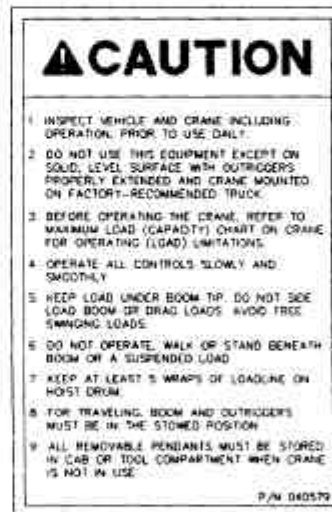 ⚠CAUTION
1 INSPECT VEHICLE AND CRANE INCLUDING
OPERATION, PRIOR TO USE DAILY.
2 DO NOT USE THIS EQUIPMENT EXCEPT ON
SOLID, LEVEL SURFACE WITH OUTRIGGERS
PROPERLY EXTENDED AND CRANE MOUNTED
ON FACTORY-RECOMMENDED TRUCK.
3 BEFORE OPERATING THE CRANE, REFER TO
MAXIMUM LOAD (CAPACITY) CHART ON CRANE
FOR OPERATING (LOAD) LIMITATIONS.
4 OPERATE ALL CONTROLS SLOWLY AND
SMOOTHLY
5 KEEP LOAD UNDER BOOM TIP. DO NOT SIDE
LOAD BOOM OR DRAG LOADS. AVOID FREE
SWINGING LOADS.
6 DO NOT OPERATE, WALK OR STAND BENEATH
BOOM OR A SUSPENDED LOAD
7 KEEP AT LEAST 5 WRAPS OF LOADLINE ON
HOIST DRUM.
8 FOR TRAVELING, BOOM AND OUTRIGGERS
MUST BE IN THE STOWED POSITION
9 ALL REMOVABLE PENDANTS MUST BE STORED
IN CAB OR TOOL COMPARTMENT WHEN CRANE
IS NOT IN USE
P/N 040579